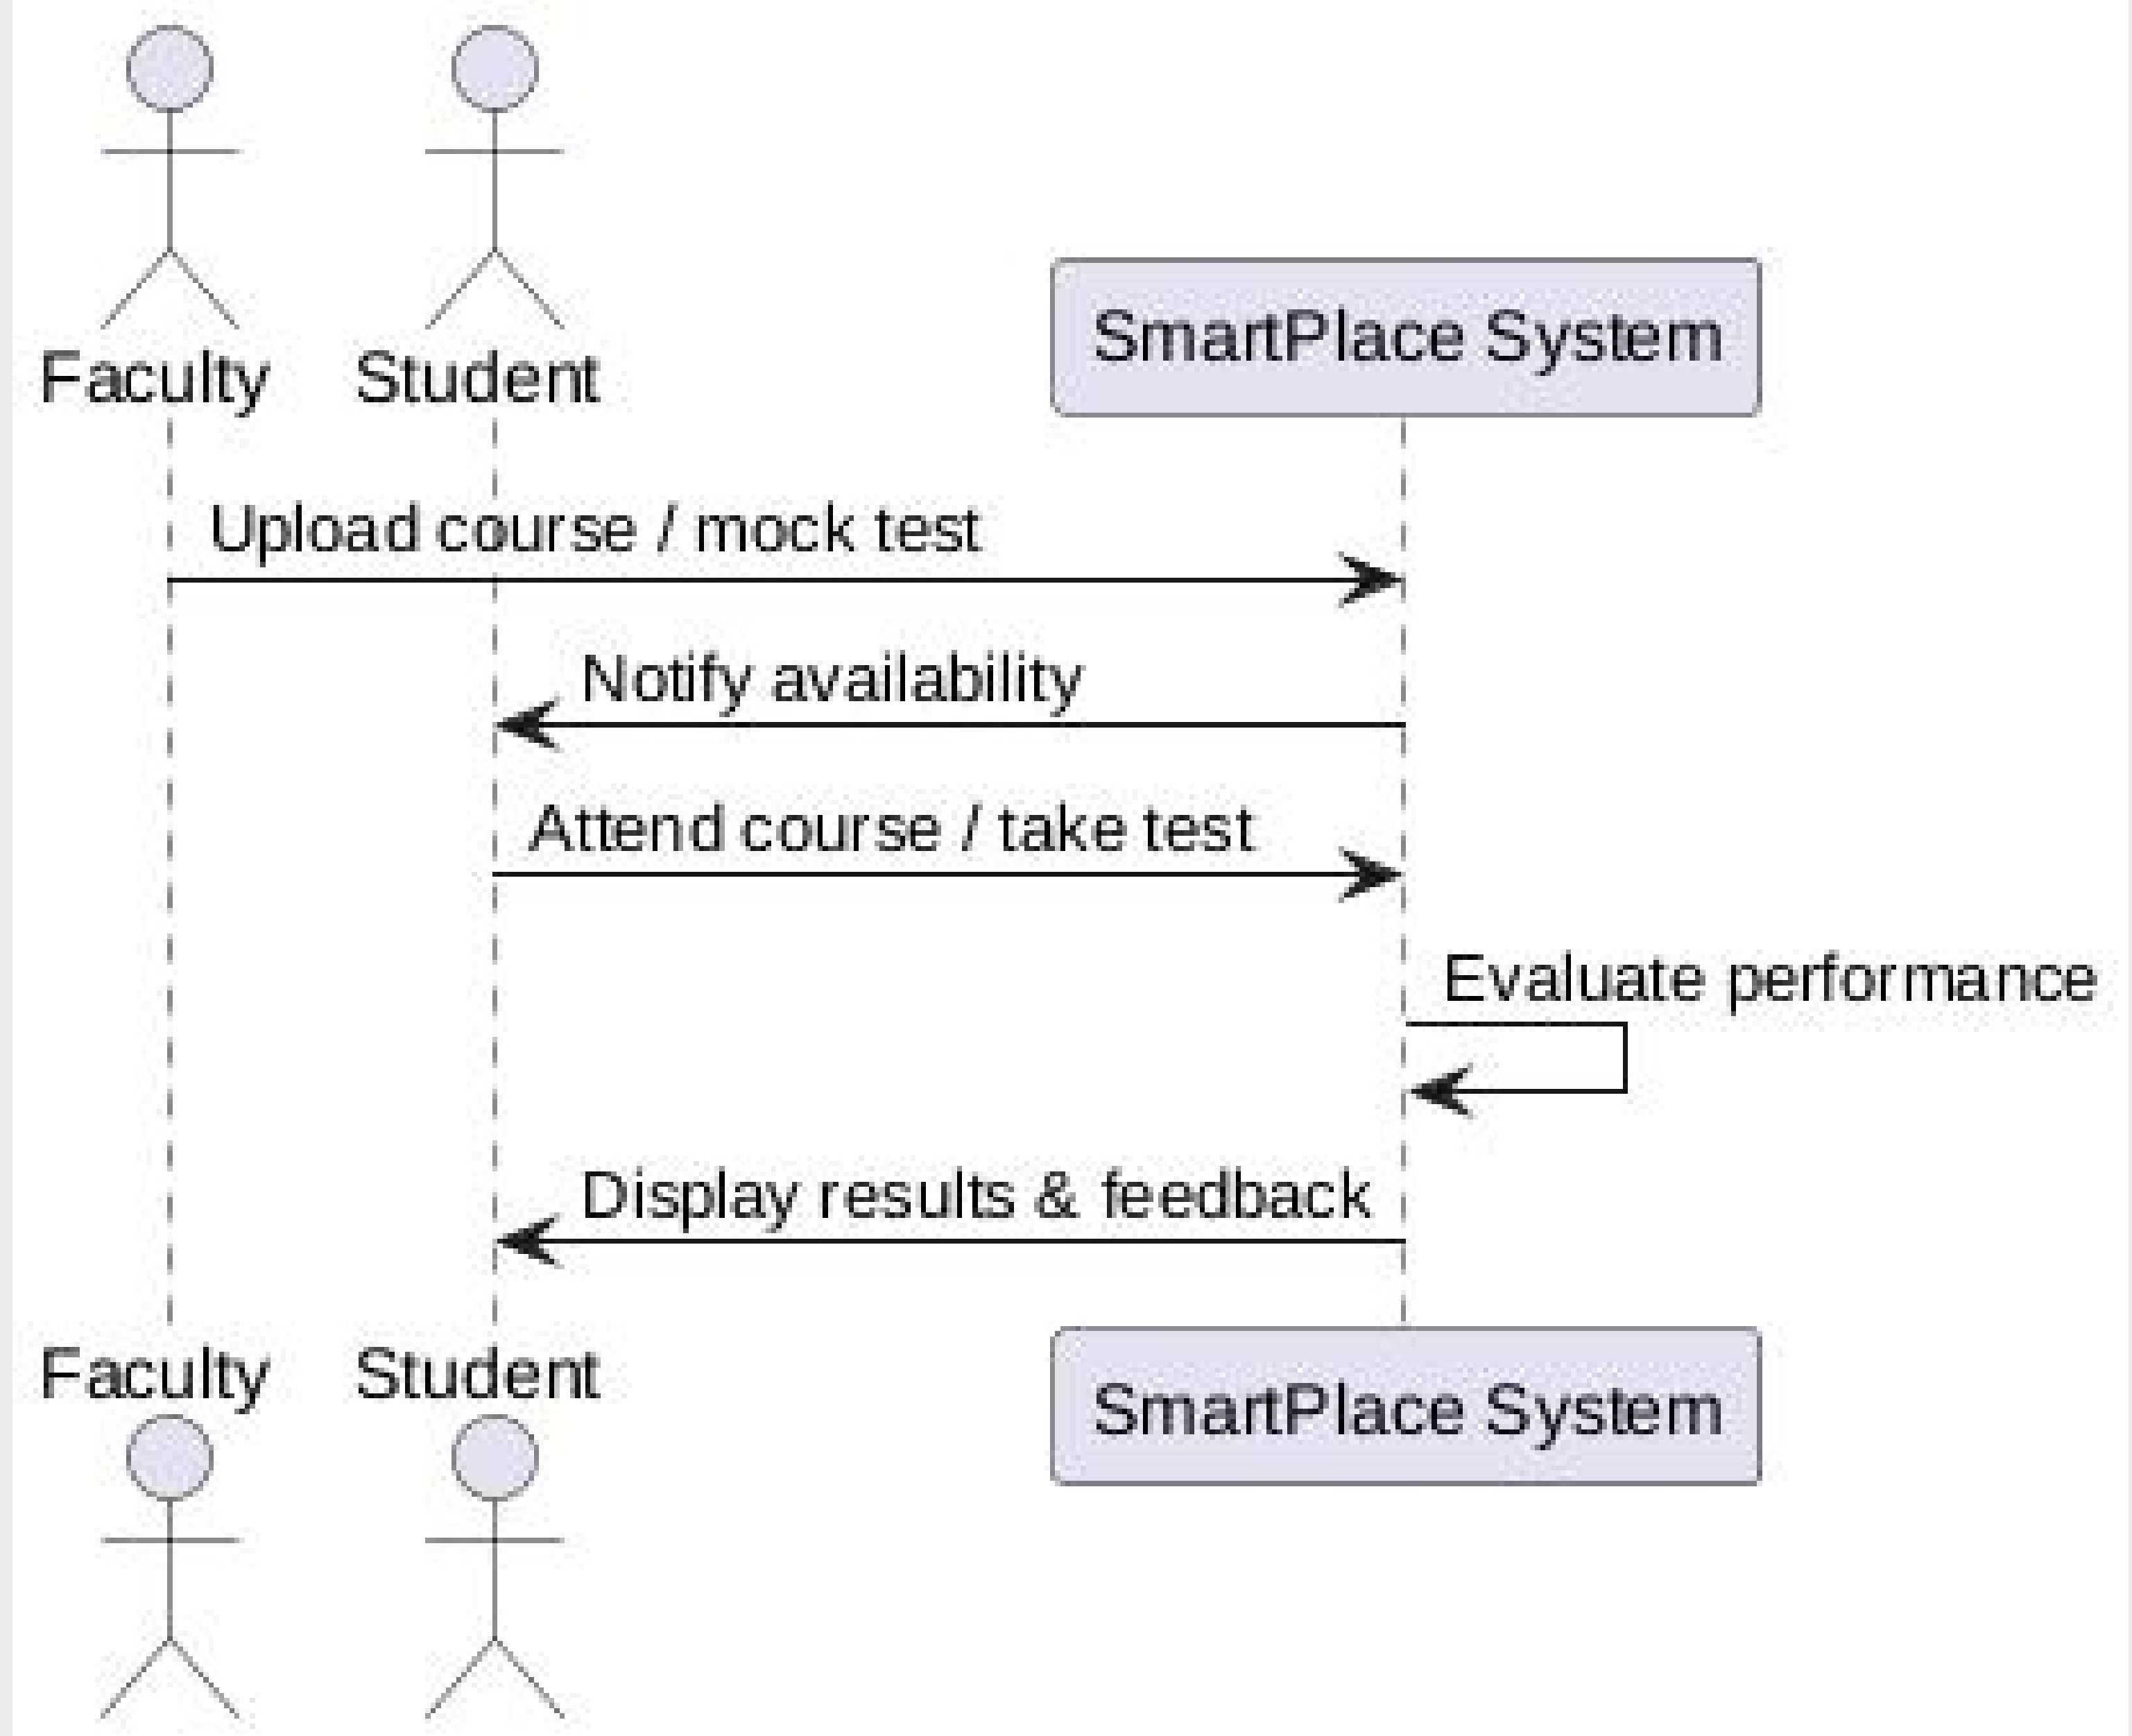 Faculty
Student
SmartPlace System
Upload course / mock test
Notify availability
Attend course / take test
Evaluate performance
Display results & feedback
Faculty
Student
SmartPlace System